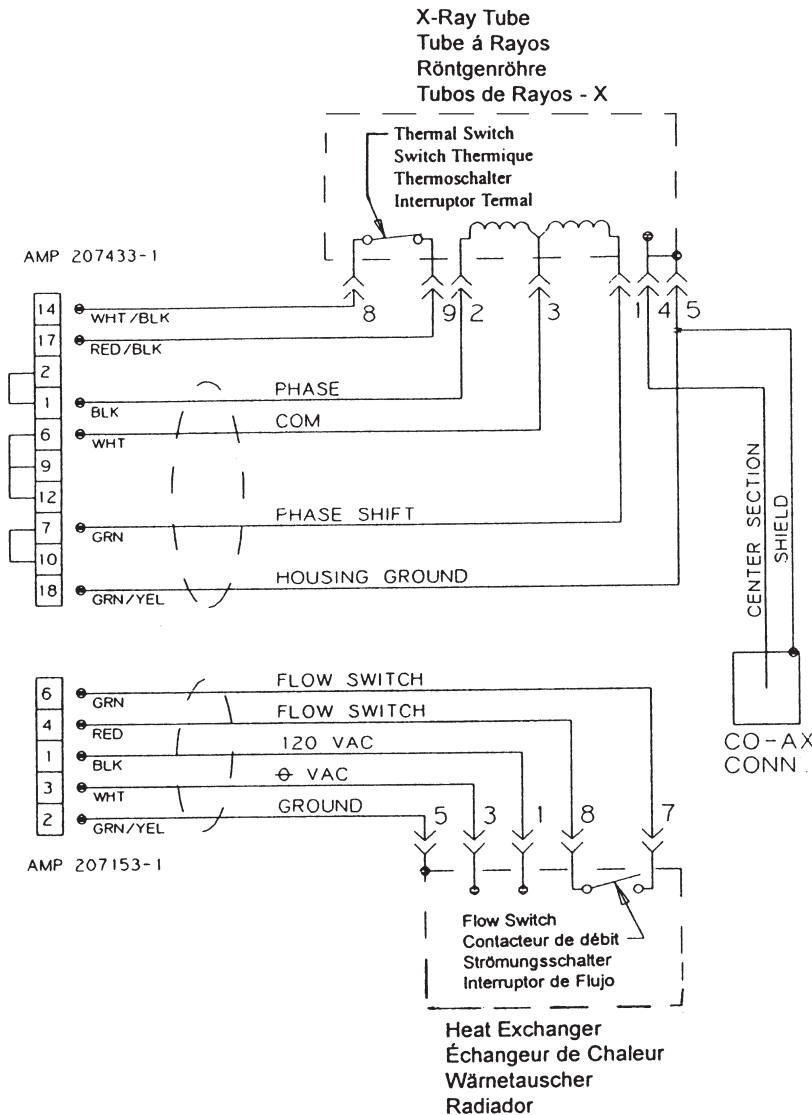 X-Ray Tube
Tube á Rayos
Röntgenröhre
Tubos de Rayos - X
Thermal Switch
Switch Thermique
Thermoschalter
Interruptor Termal
AMP 207433-1
14
WHT/BLK
17
RED/BLK
2
1
BLK
PHASE
6
WHT
COM
9
12
7
GRN
PHASE SHIFT
10
18
GRN/YEL
HOUSING GROUND
8 9 2 3 1 4 5
CENTER SECTION
SHIELD
CO-AX
CONN.
6
GRN
FLOW SWITCH
4
RED
FLOW SWITCH
1
BLK
120 VAC
3
WHT
θ VAC
2
GRN/YEL
GROUND
AMP 207153-1
5 3 1 8 7
Flow Switch
Contacteur de débit
Strömungsschalter
Interruptor de Flujo
Heat Exchanger
Échangeur de Chaleur
Wärnetauscher
Radiador